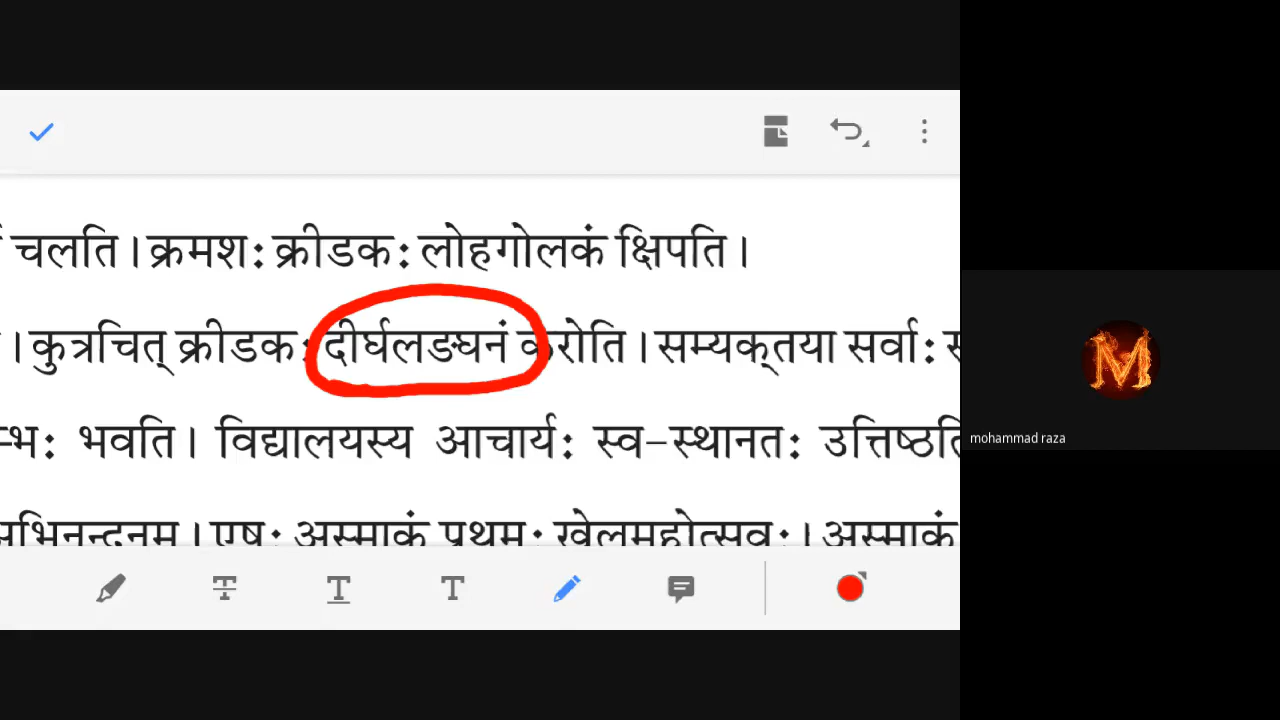 चलति । क्रमशः क्रीडकः लोहगोलकं क्षिपति ।
। कुत्रचित् क्रीडकः दीर्घलङ्घनं करोति । सम्यक्तया सर्वाः
भवति । विद्यालयस्य आचार्यः स्व-स्थानतः उत्तिष्ठति
अभिनन्दनम् । एषः अस्माकं प्रथमः खेलमहोत्सवः । अस्माकं
mohammad raza